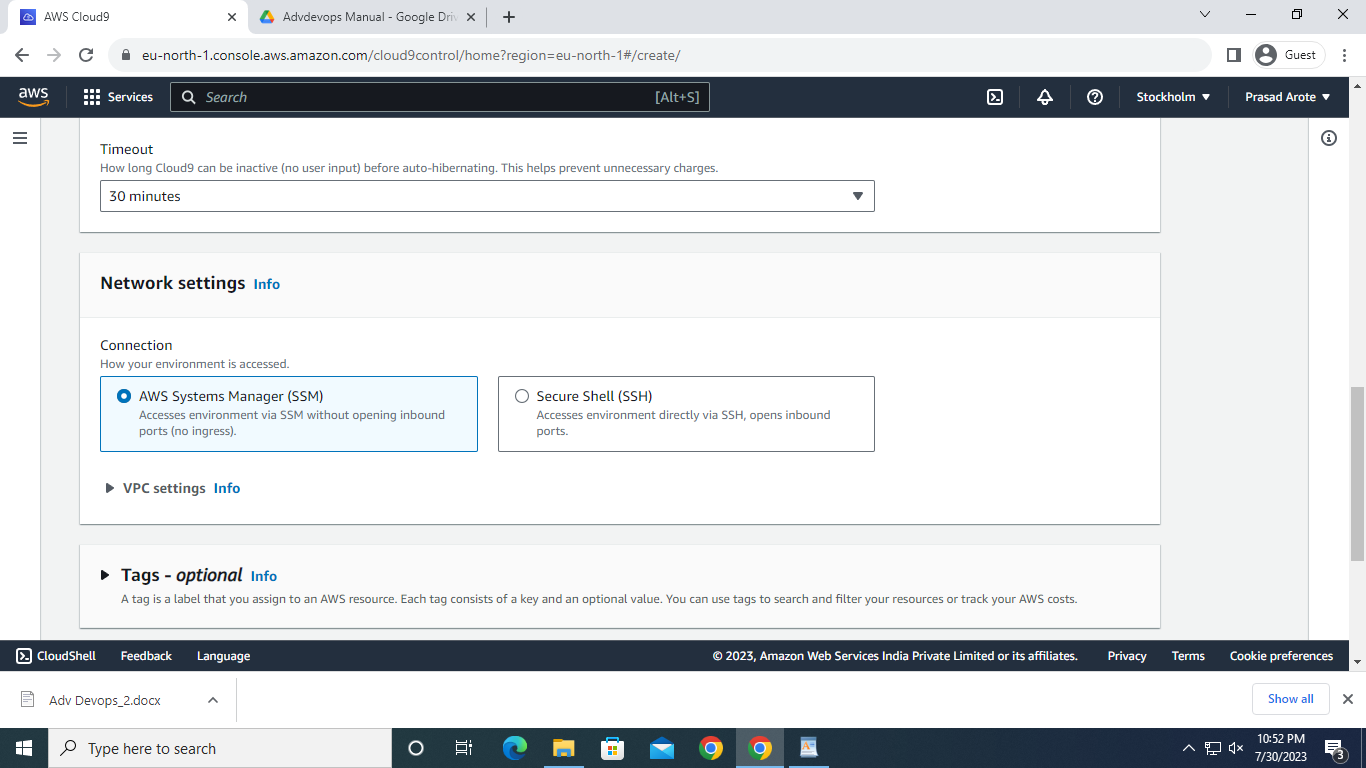 AWS Cloud9
Advdevops Manual - Google Dri
eu-north-1.console.aws.amazon.com/cloud9control/home?region=eu-north-1#/create/
Guest
aws
Services
Search
[Alt+S]
Stockholm
Prasad Arote
Timeout
How long Cloud9 can be inactive (no user input) before auto-hibernating. This helps prevent unnecessary charges.
30 minutes
Network settings Info
Connection
How your environment is accessed.
AWS Systems Manager (SSM)
Accesses environment via SSM without opening inbound
ports (no ingress).
Secure Shell (SSH)
Accesses environment directly via SSH, opens inbound
ports.
VPC settings Info
Tags - optional Info
A tag is a label that you assign to an AWS resource. Each tag consists of a key and an optional value. You can use tags to search and filter your resources or track your AWS costs.
CloudShell
Feedback
Language
© 2023, Amazon Web Services India Private Limited or its affiliates.
Privacy
Terms
Cookie preferences
Adv Devops_2.docx
Show all
Type here to search
10:52 PM
7/30/2023
3